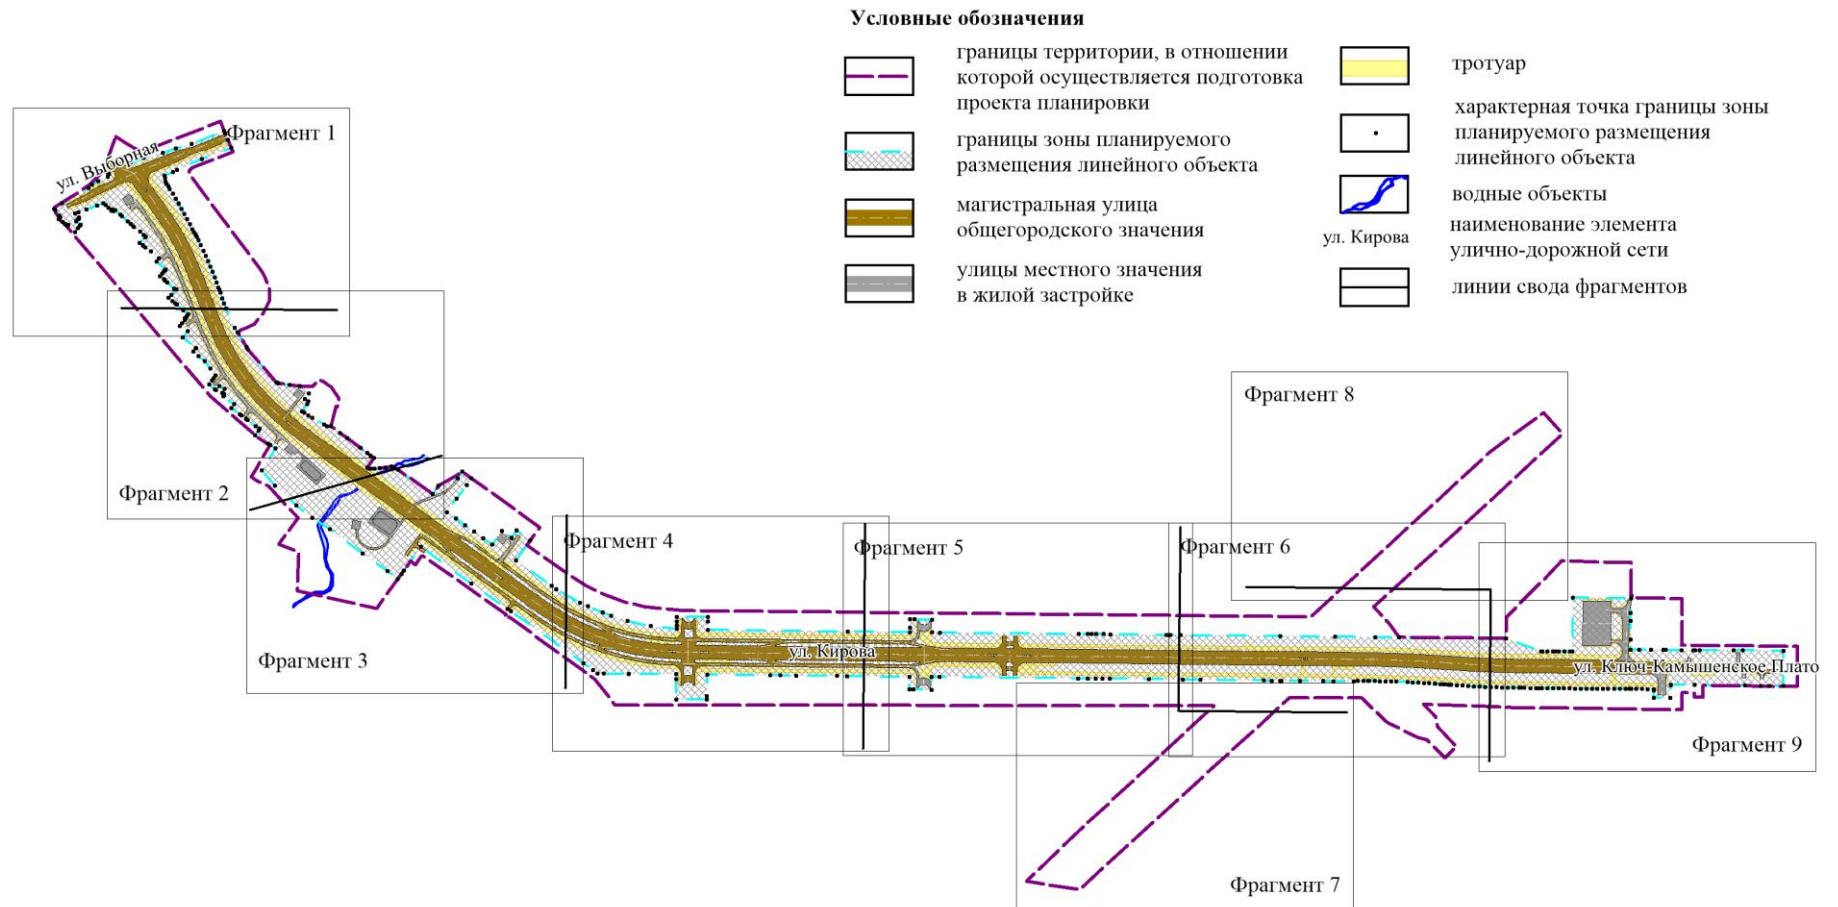 Условные обозначения
границы территории, в отношении
которой осуществляется подготовка
проекта планировки
границы зоны планируемого
размещения линейного объекта
магистральная улица
общегородского значения
улицы местного значения
в жилой застройке
тротуар
характерная точка границы зоны
планируемого размещения
линейного объекта
водные объекты
ул. Кирова
наименование элемента
улично-дорожной сети
линии свода фрагментов
Фрагмент 1
ул. Выборная
Фрагмент 2
Фрагмент 3
Фрагмент 4
Фрагмент 5
Фрагмент 6
Фрагмент 8
ул. Кирова
ул. Ключ-Камышенское Плато
Фрагмент 9
Фрагмент 7